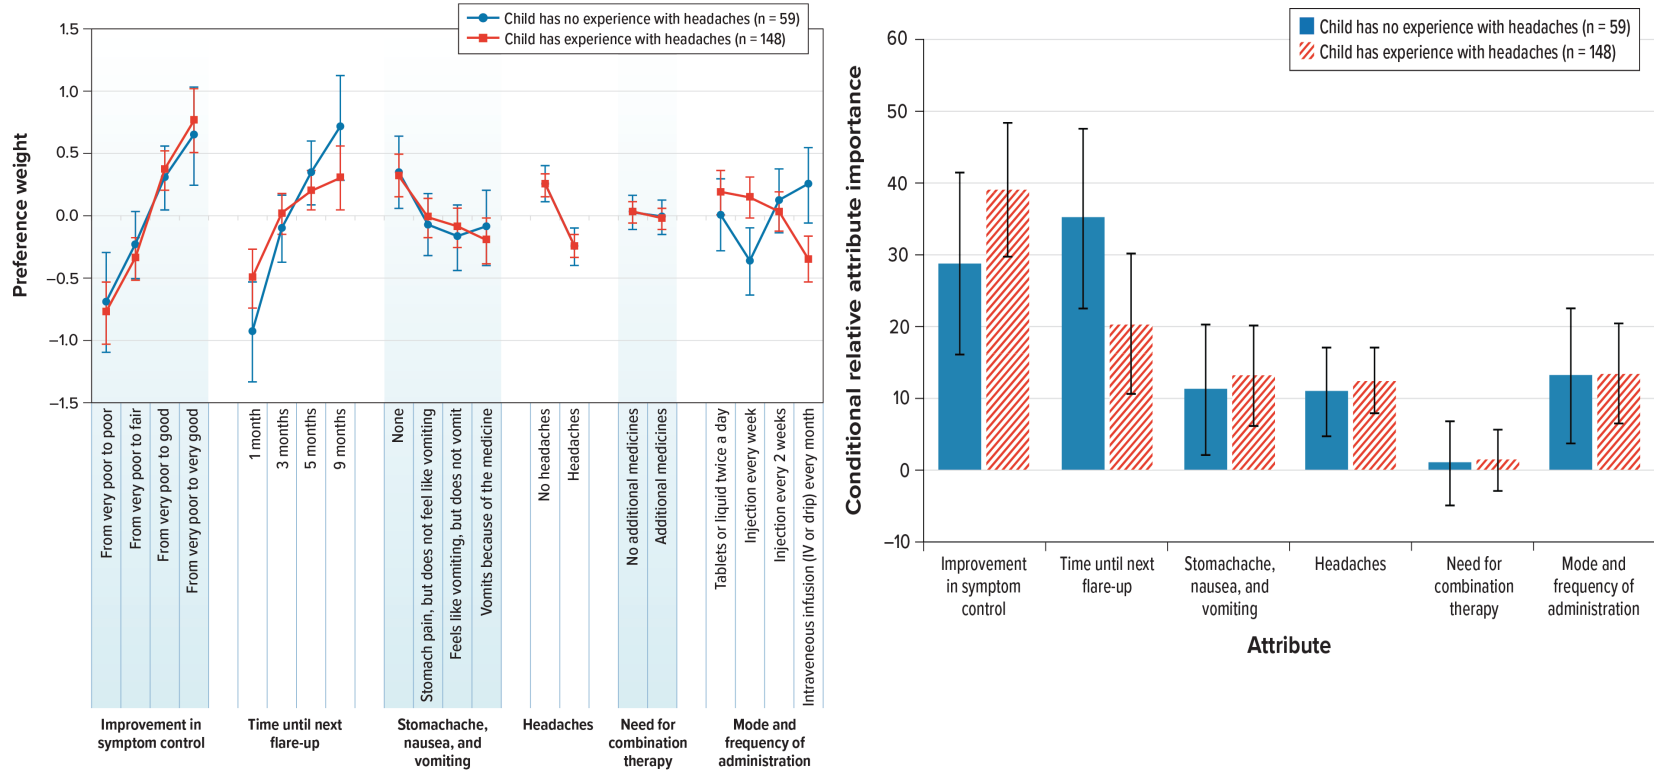 Child has no experience with headaches (n = 59)
Child has experience with headaches (n = 148)
Preference weight
1.5
1.0
0.5
0.0
−0.5
−1.0
−1.5
From very poor to poor
From very poor to fair
From very poor to good
From very poor to very good
1 month
3 months
5 months
9 months
None
Stomach pain, but does not feel like vomiting
Feels like vomiting, but does not vomit
Vomits because of the medicine
No headaches
Headaches
No additional medicines
Additional medicines
Tablets or liquid twice a day
Injection every week
Injection every 2 weeks
Intraveneous infusion (IV or drip) every month
Improvement in
symptom control
Time until next
flare-up
Stomachache,
nausea, and
vomiting
Headaches
Need for
combination
therapy
Mode and
frequency of
administration
Child has no experience with headaches (n = 59)
Child has experience with headaches (n = 148)
Conditional relative attribute importance
60
50
40
30
20
10
0
−10
Improvement
in symptom
control
Time until next
flare-up
Stomachache,
nausea, and
vomiting
Headaches
Need for
combination
therapy
Mode and
frequency of
administration
Attribute